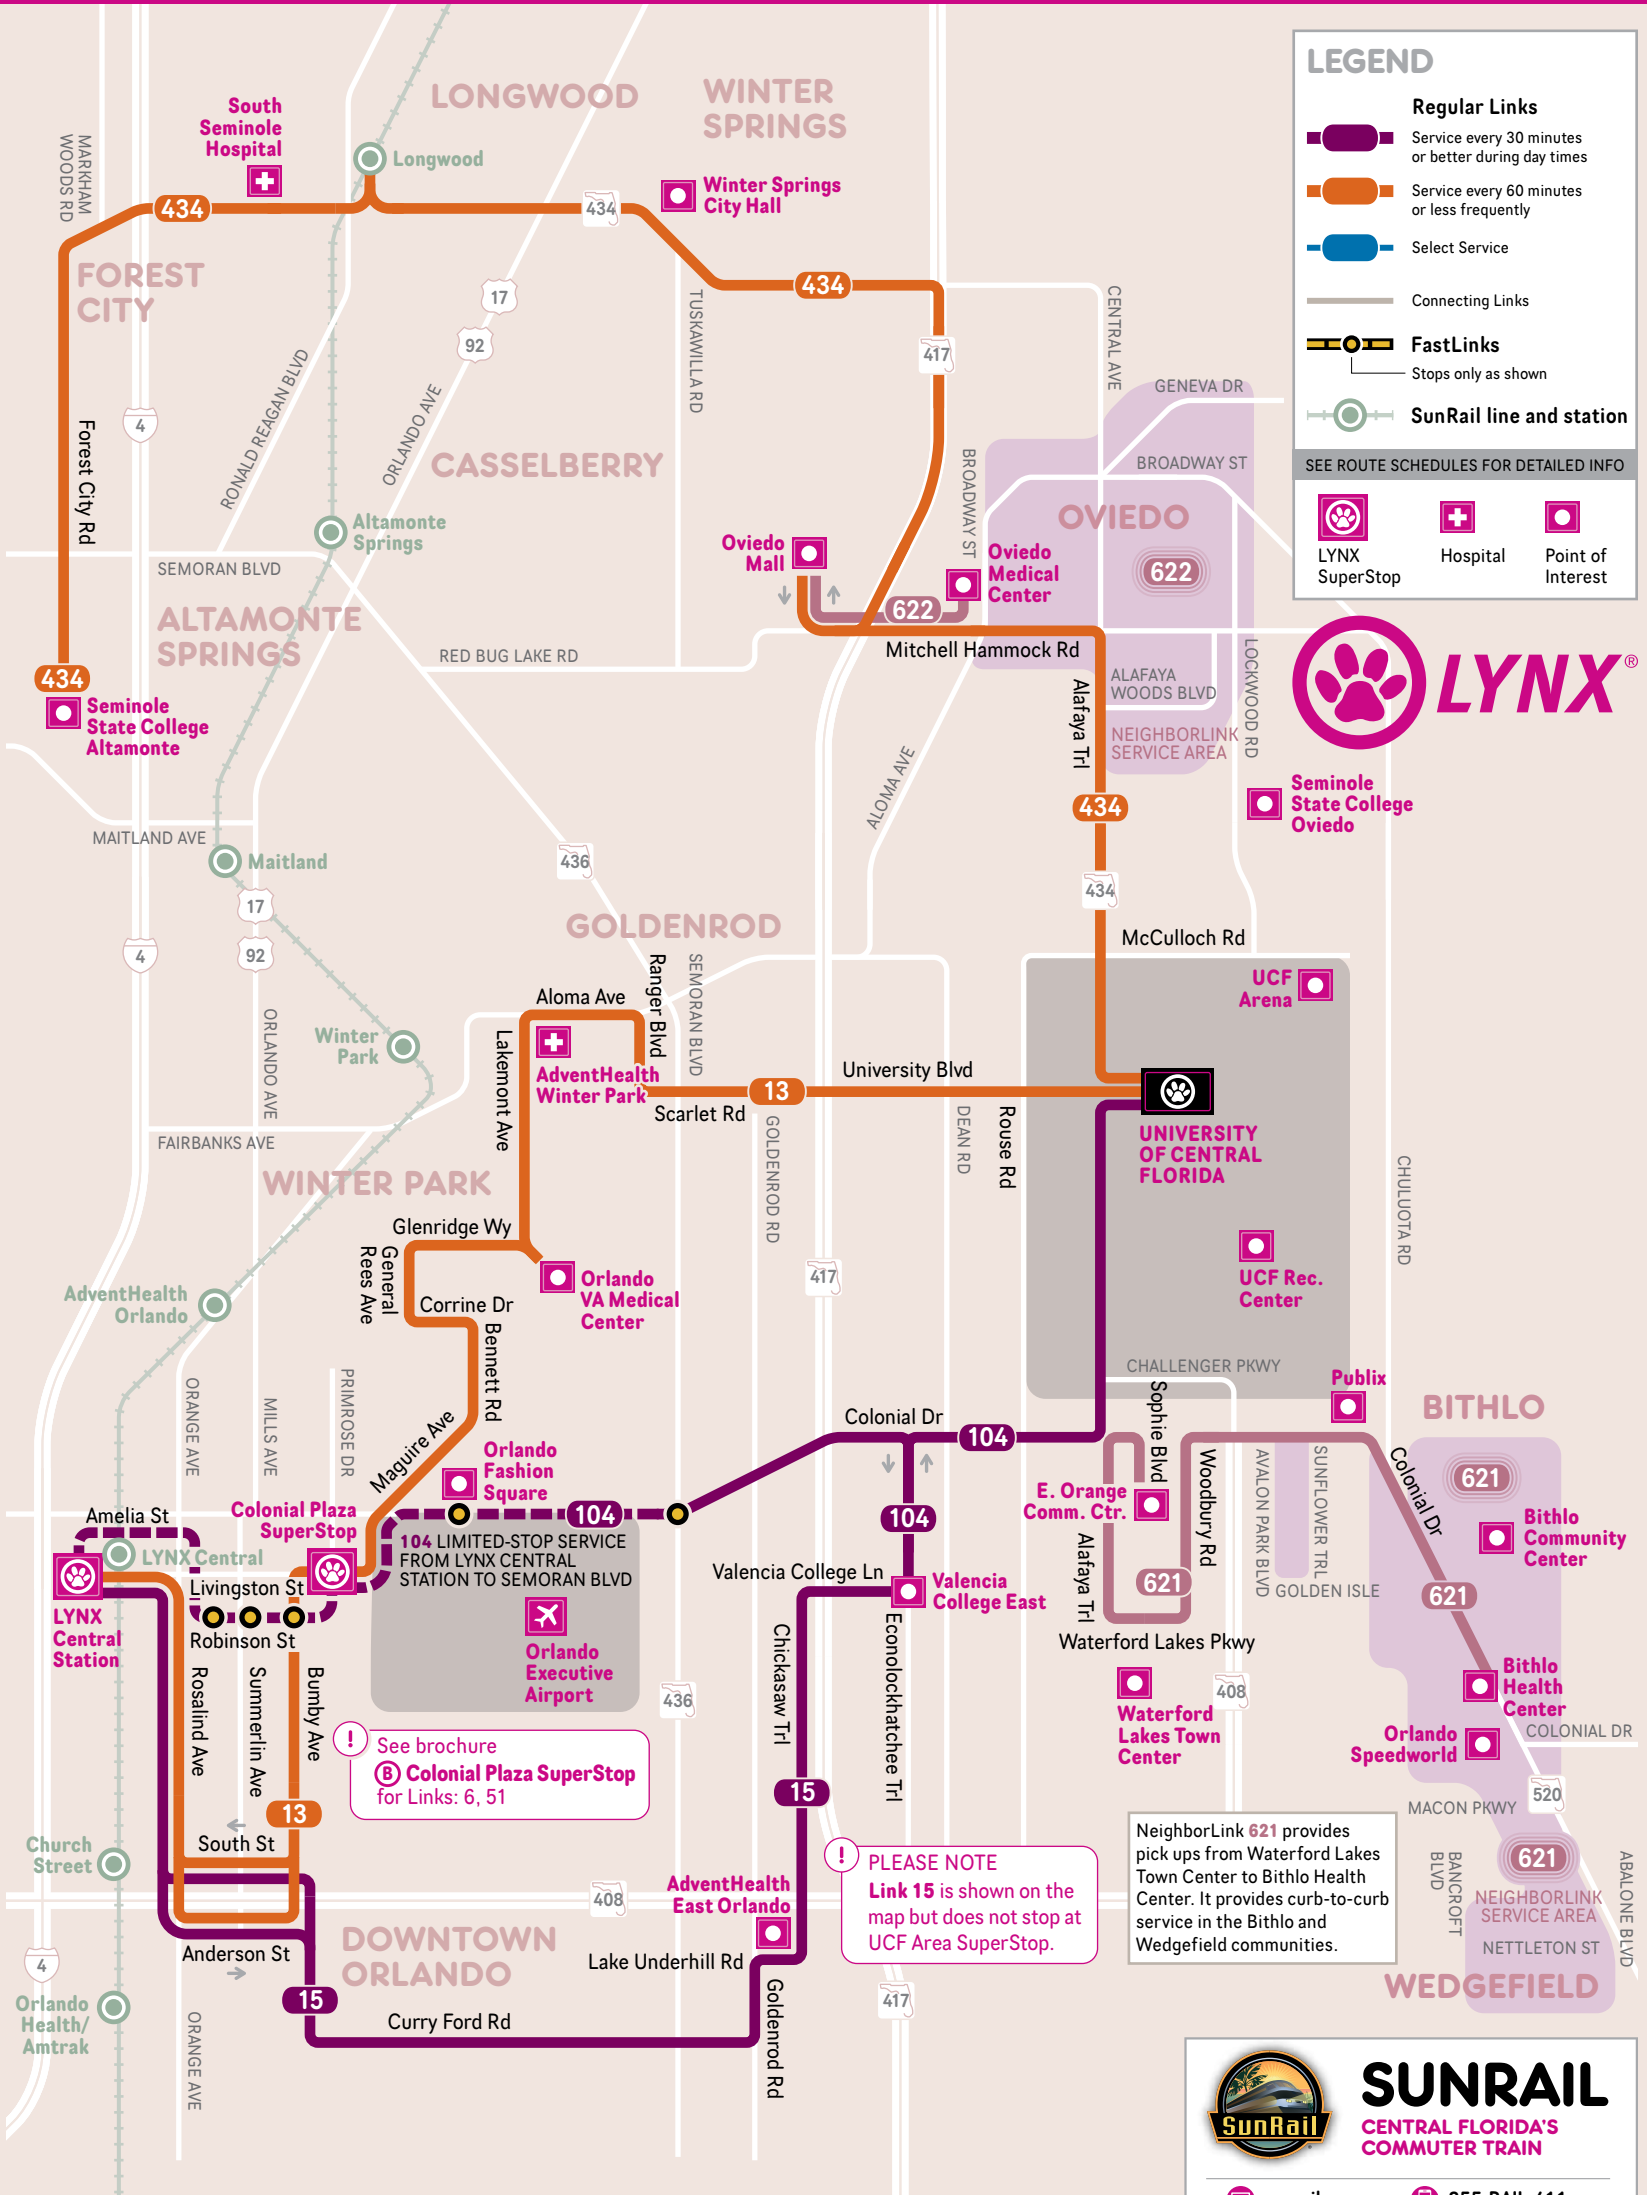 LEGEND
Regular Links
Service every 30 minutes
or better during day times
Service every 60 minutes
or less frequently
Select Service
Connecting Links
FastLinks
Stops only as shown
SunRail line and station
SEE ROUTE SCHEDULES FOR DETAILED INFO
LYNX
SuperStop
Hospital
Point of
Interest
LYNX®
LONGWOOD
WINTER
SPRINGS
South
Seminole
Hospital
MARKHAM
WOODS RD
Longwood
434
434
Winter Springs
City Hall
FOREST
CITY
17
92
434
417
TUSKAWILLA RD
CENTRAL AVE
GENEVA DR
RONALD REAGAN BLVD
ORLANDO AVE
4
Forest City Rd
CASSELBERRY
BROADWAY ST
BROADWAY ST
OVIEDO
622
Altamonte
Springs
SEMORAN BLVD
Oviedo
Mall
Oviedo
Medical
Center
622
ALTAMONTE
SPRINGS
RED BUG LAKE RD
Mitchell Hammock Rd
434
Seminole
State College
Altamonte
Alafaya Trl
ALAFAYA
WOODS BLVD
LOCKWOOD RD
NEIGHBORLINK
SERVICE AREA
ALOMA AVE
434
Seminole
State College
Oviedo
MAITLAND AVE
Maitland
436
434
17
92
4
GOLDENROD
McCulloch Rd
Ranger Blvd
SEMORAN BLVD
UCF
Arena
Aloma Ave
Lakemont Ave
ORLANDO AVE
Winter
Park
AdventHealth
Winter Park
University Blvd
13
Scarlet Rd
GOLDENROD RD
DEAN RD
Rouse Rd
UNIVERSITY
OF CENTRAL
FLORIDA
CHULUOTA RD
FAIRBANKS AVE
WINTER PARK
Glenridge Wy
General
Rees Ave
Orlando
VA Medical
Center
417
UCF Rec.
Center
AdventHealth
Orlando
Corrine Dr
Bennett Rd
CHALLENGER PKWY
Publix
ORANGE AVE
MILLS AVE
PRIMROSE DR
Maguire Ave
Orlando
Fashion
Square
Colonial Dr
104
Sophie Blvd
BITHLO
Woodbury Rd
AVALON PARK BLVD
SUNFLOWER TRL
Colonial Dr
621
Amelia St
Colonial Plaza
SuperStop
104
104
E. Orange
Comm. Ctr.
Bithlo
Community
Center
LYNX Central
104 LIMITED-STOP SERVICE
FROM LYNX CENTRAL
STATION TO SEMORAN BLVD
Livingston St
Valencia College Ln
Valencia
College East
Alafaya Trl
621
GOLDEN ISLE
621
LYNX
Central
Station
Robinson St
Orlando
Executive
Airport
Chickasaw Trl
Econolockhatchee Trl
Waterford Lakes Pkwy
Rosalind Ave
Summerlin Ave
Bumby Ave
436
Waterford
Lakes Town
Center
408
Bithlo
Health
Center
COLONIAL DR
Orlando
Speedworld
!
See brochure
B Colonial Plaza SuperStop
for Links: 6, 51
13
15
520
MACON PKWY
South St
Church
Street
!
PLEASE NOTE
Link 15 is shown on the
map but does not stop at
UCF Area SuperStop.
NeighborLink 621 provides
pick ups from Waterford Lakes
Town Center to Bithlo Health
Center. It provides curb-to-curb
service in the Bithlo and
Wedgefield communities.
621
BANCROFT
BLVD
ABALONE BLVD
NEIGHBORLINK
SERVICE AREA
NETTLETON ST
AdventHealth
East Orlando
408
Anderson St
DOWNTOWN
ORLANDO
Lake Underhill Rd
4
WEDGEFIELD
Orlando
Health/
Amtrak
15
Curry Ford Rd
Goldenrod Rd
417
ORANGE AVE
SunRail
SUNRAIL
CENTRAL FLORIDA'S
COMMUTER TRAIN